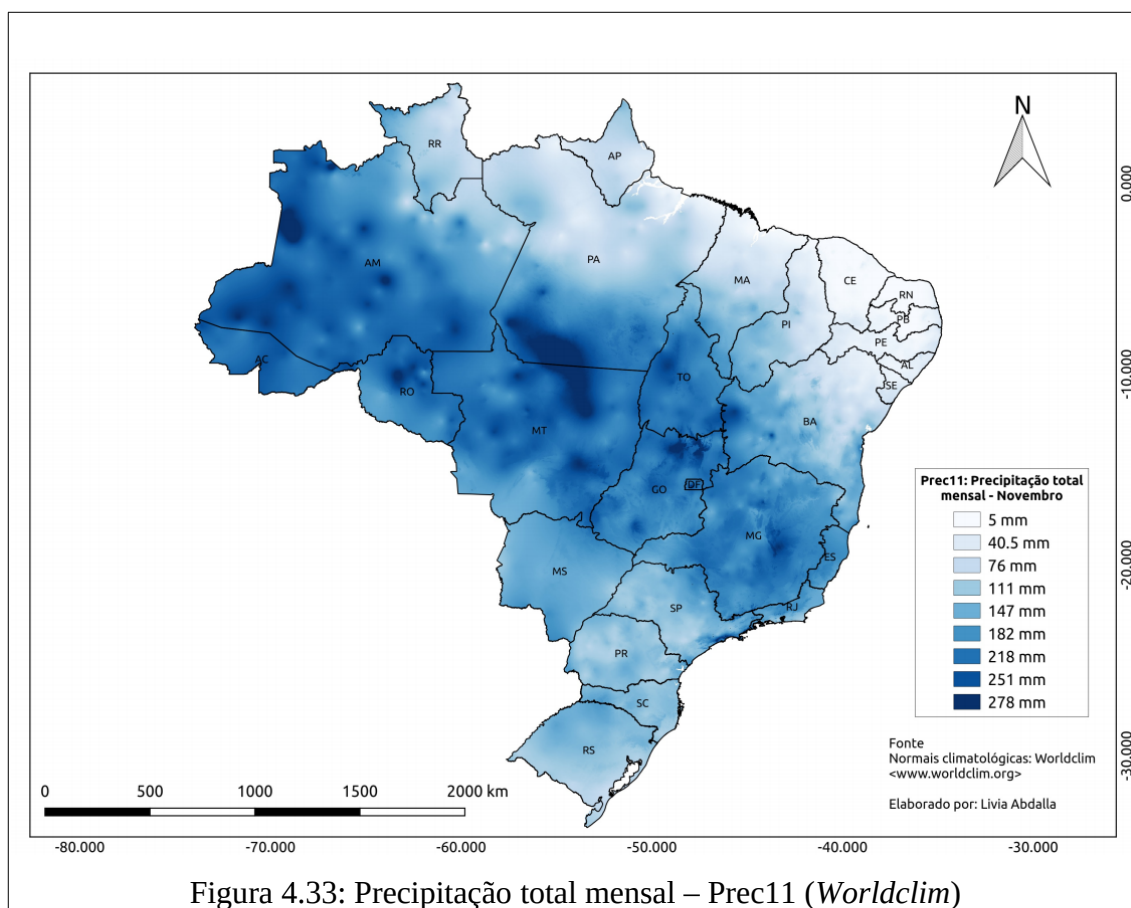 N
RR
AP
AM
PA
MA
CE
RN
PB
PI
PE
AL
SE
AC
RO
TO
BA
MT
GO
DF
MG
ES
MS
SP
RJ
PR
SC
RS
0.000
-10.000
-20.000
-30.000
Prec11: Precipitação total
mensal - Novembro
5 mm
40.5 mm
76 mm
111 mm
147 mm
182 mm
218 mm
251 mm
278 mm
Fonte
Normais climatológicas: Worldclim
<www.worldclim.org>
Elaborado por: Livia Abdalla
0 500 1000 1500 2000 km
-80.000 -70.000 -60.000 -50.000 -40.000 -30.000
Figura 4.33: Precipitação total mensal – Prec11 (Worldclim)